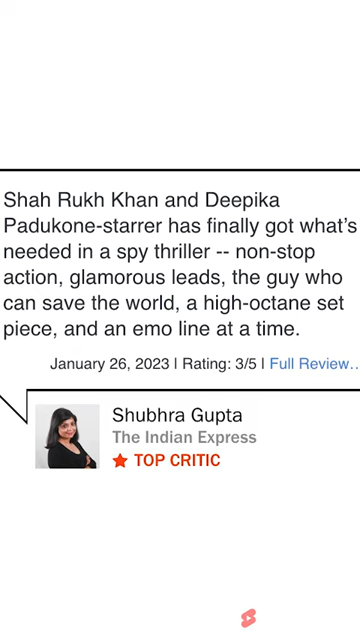 Shah Rukh Khan and Deepika
Padukone-starrer has finally got what's
needed in a spy thriller -- non-stop
action, glamorous leads, the guy who
can save the world, a high-octane set
piece, and an emo line at a time.
January 26, 2023 | Rating: 3/5 | Full Review...
Shubhra Gupta
The Indian Express
TOP CRITIC